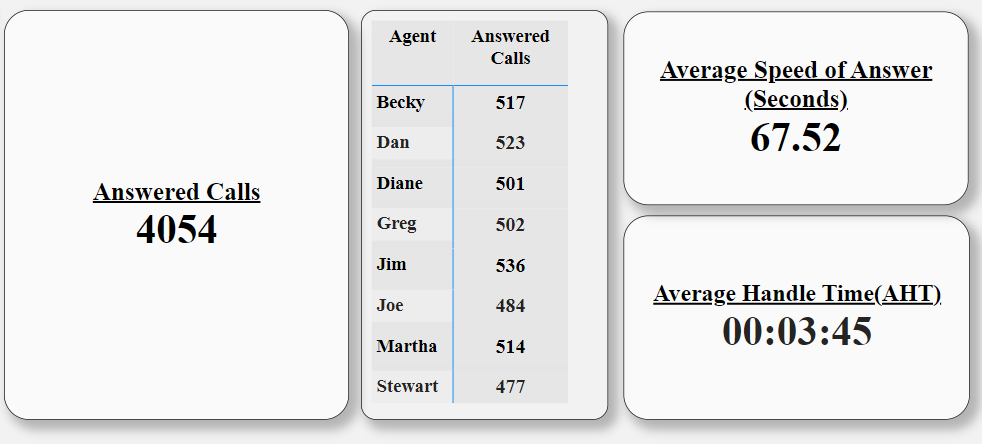 Answered Calls
4054
Agent Answered Calls
Becky 517
Dan 523
Diane 501
Greg 502
Jim 536
Joe 484
Martha 514
Stewart 477
Average Speed of Answer
(Seconds)
67.52
Average Handle Time(AHT)
00:03:45